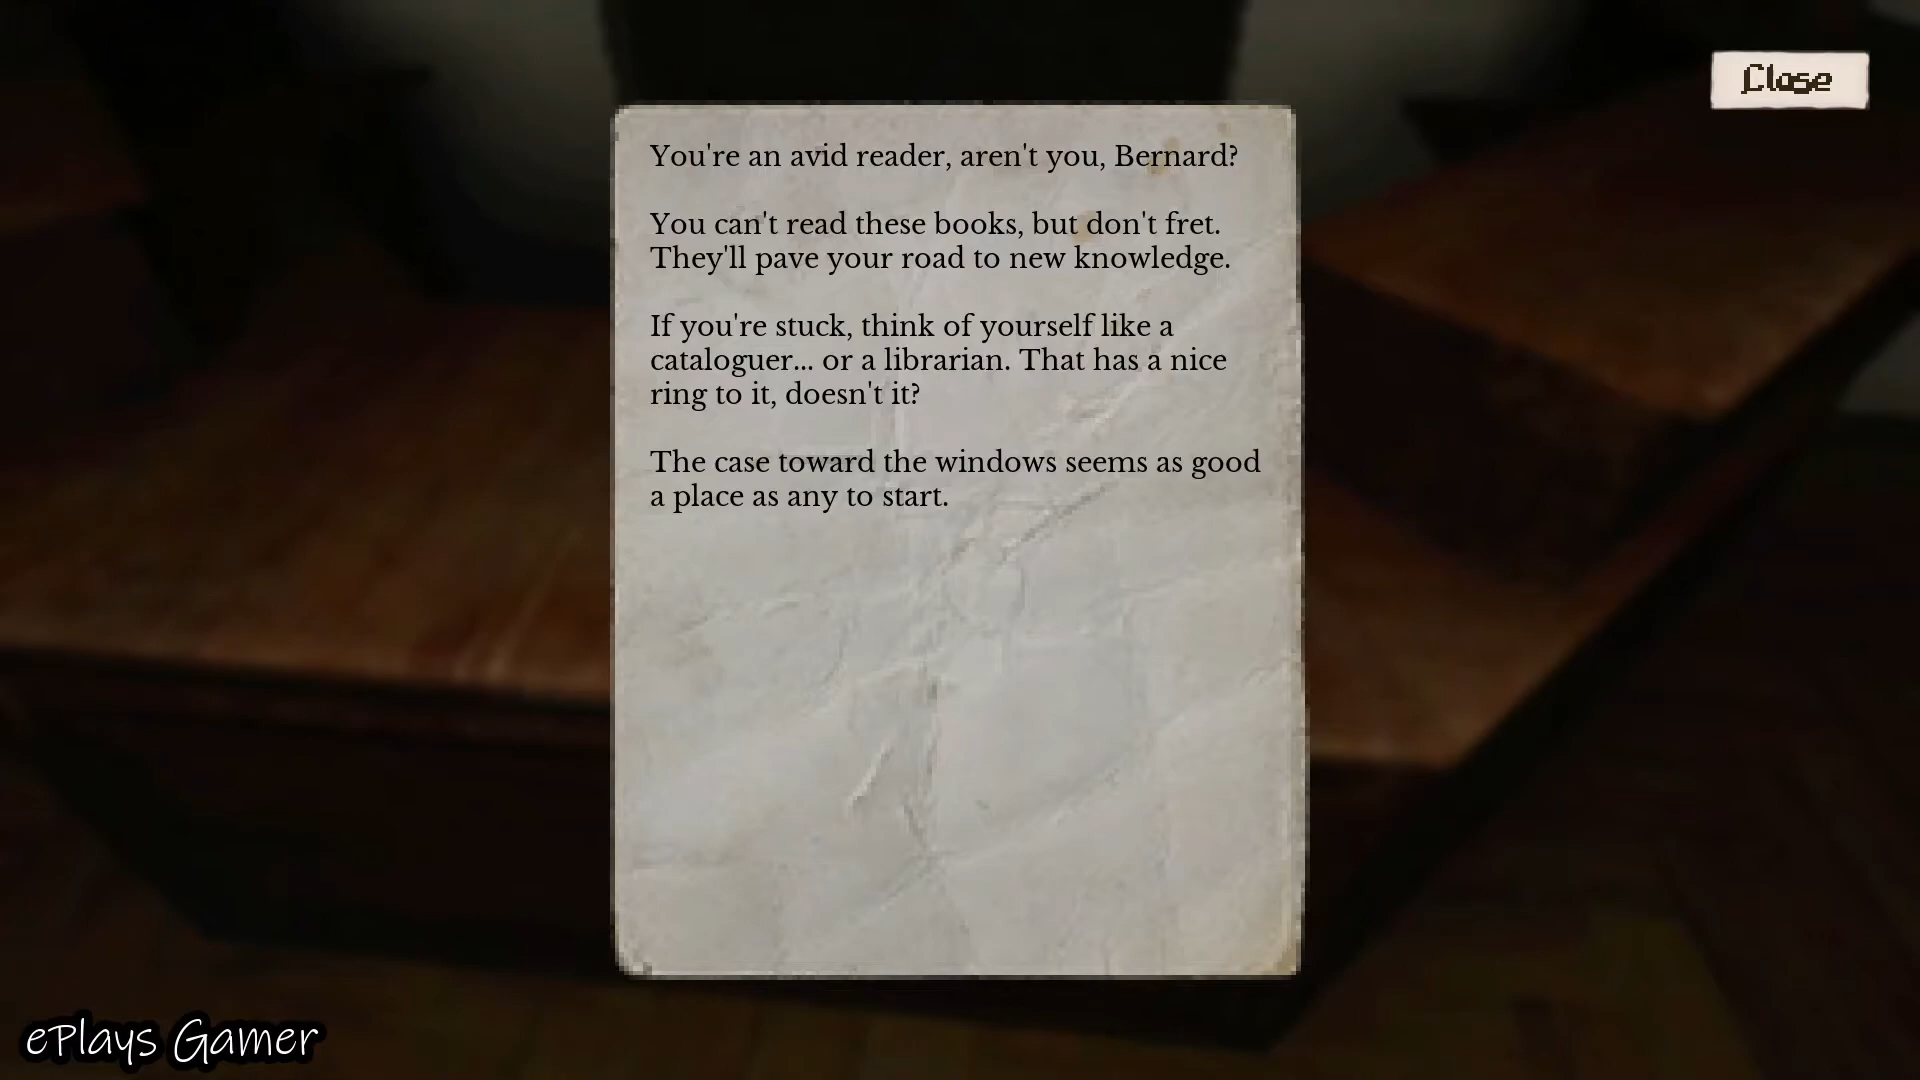 Close
You're an avid reader, aren't you, Bernard?
You can't read these books, but don't fret.
They'll pave your road to new knowledge.
If you're stuck, think of yourself like a
cataloguer... or a librarian. That has a nice
ring to it, doesn't it?
The case toward the windows seems as good
a place as any to start.
ePlays Gamer